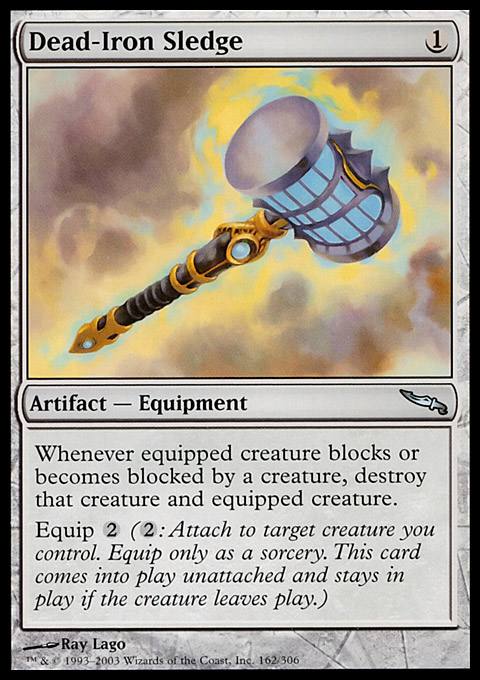 Dead-Iron Sledge 1
Artifact — Equipment
Whenever equipped creature blocks or
becomes blocked by a creature, destroy
that creature and equipped creature.
Equip 2 (2: Attach to target creature you
control. Equip only as a sorcery. This card
comes into play unattached and stays in
play if the creature leaves play.)
Ray Lago
™ & © 1993–2003 Wizards of the Coast, Inc. 162/306